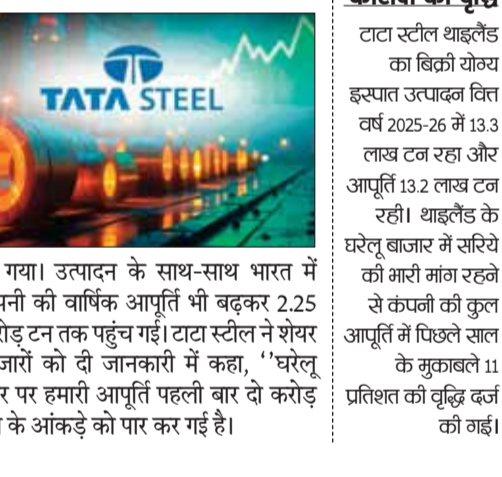 TATA STEEL
गया। उत्पादन के साथ-साथ भारत में
की वार्षिक आपूर्ति भी बढ़कर 2.25
टन तक पहुंच गई। टाटा स्टील ने शेयर
को दी जानकारी में कहा, ‘‘घरेलू
पर हमारी आपूर्ति पहली बार दो करोड़
के आंकड़े को पार कर गई है।
टाटा स्टील थाइलैंड
का बिक्री योग्य
इस्पात उत्पादन वित्त
वर्ष 2025-26 में 13.3
लाख टन रहा और
आपूर्ति 13.2 लाख टन
रही। थाइलैंड के
घरेलू बाजार में सरिये
की भारी मांग रहने
से कंपनी की कुल
आपूर्ति में पिछले साल
के मुकाबले 11
प्रतिशत की वृद्धि दर्ज
की गई।